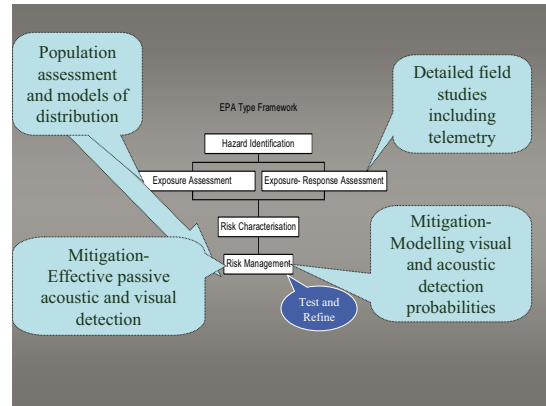 Population
assessment
and models of
distribution
Detailed field
studies
including
telemetry
EPA Type Framework
Hazard Identification
Exposure Assessment
Exposure- Response Assessment
Risk Characterisation
Risk Management
Mitigation-
Effective passive
acoustic and visual
detection
Mitigation-
Modelling visual
and acoustic
detection
probabilities
Test and
Refine